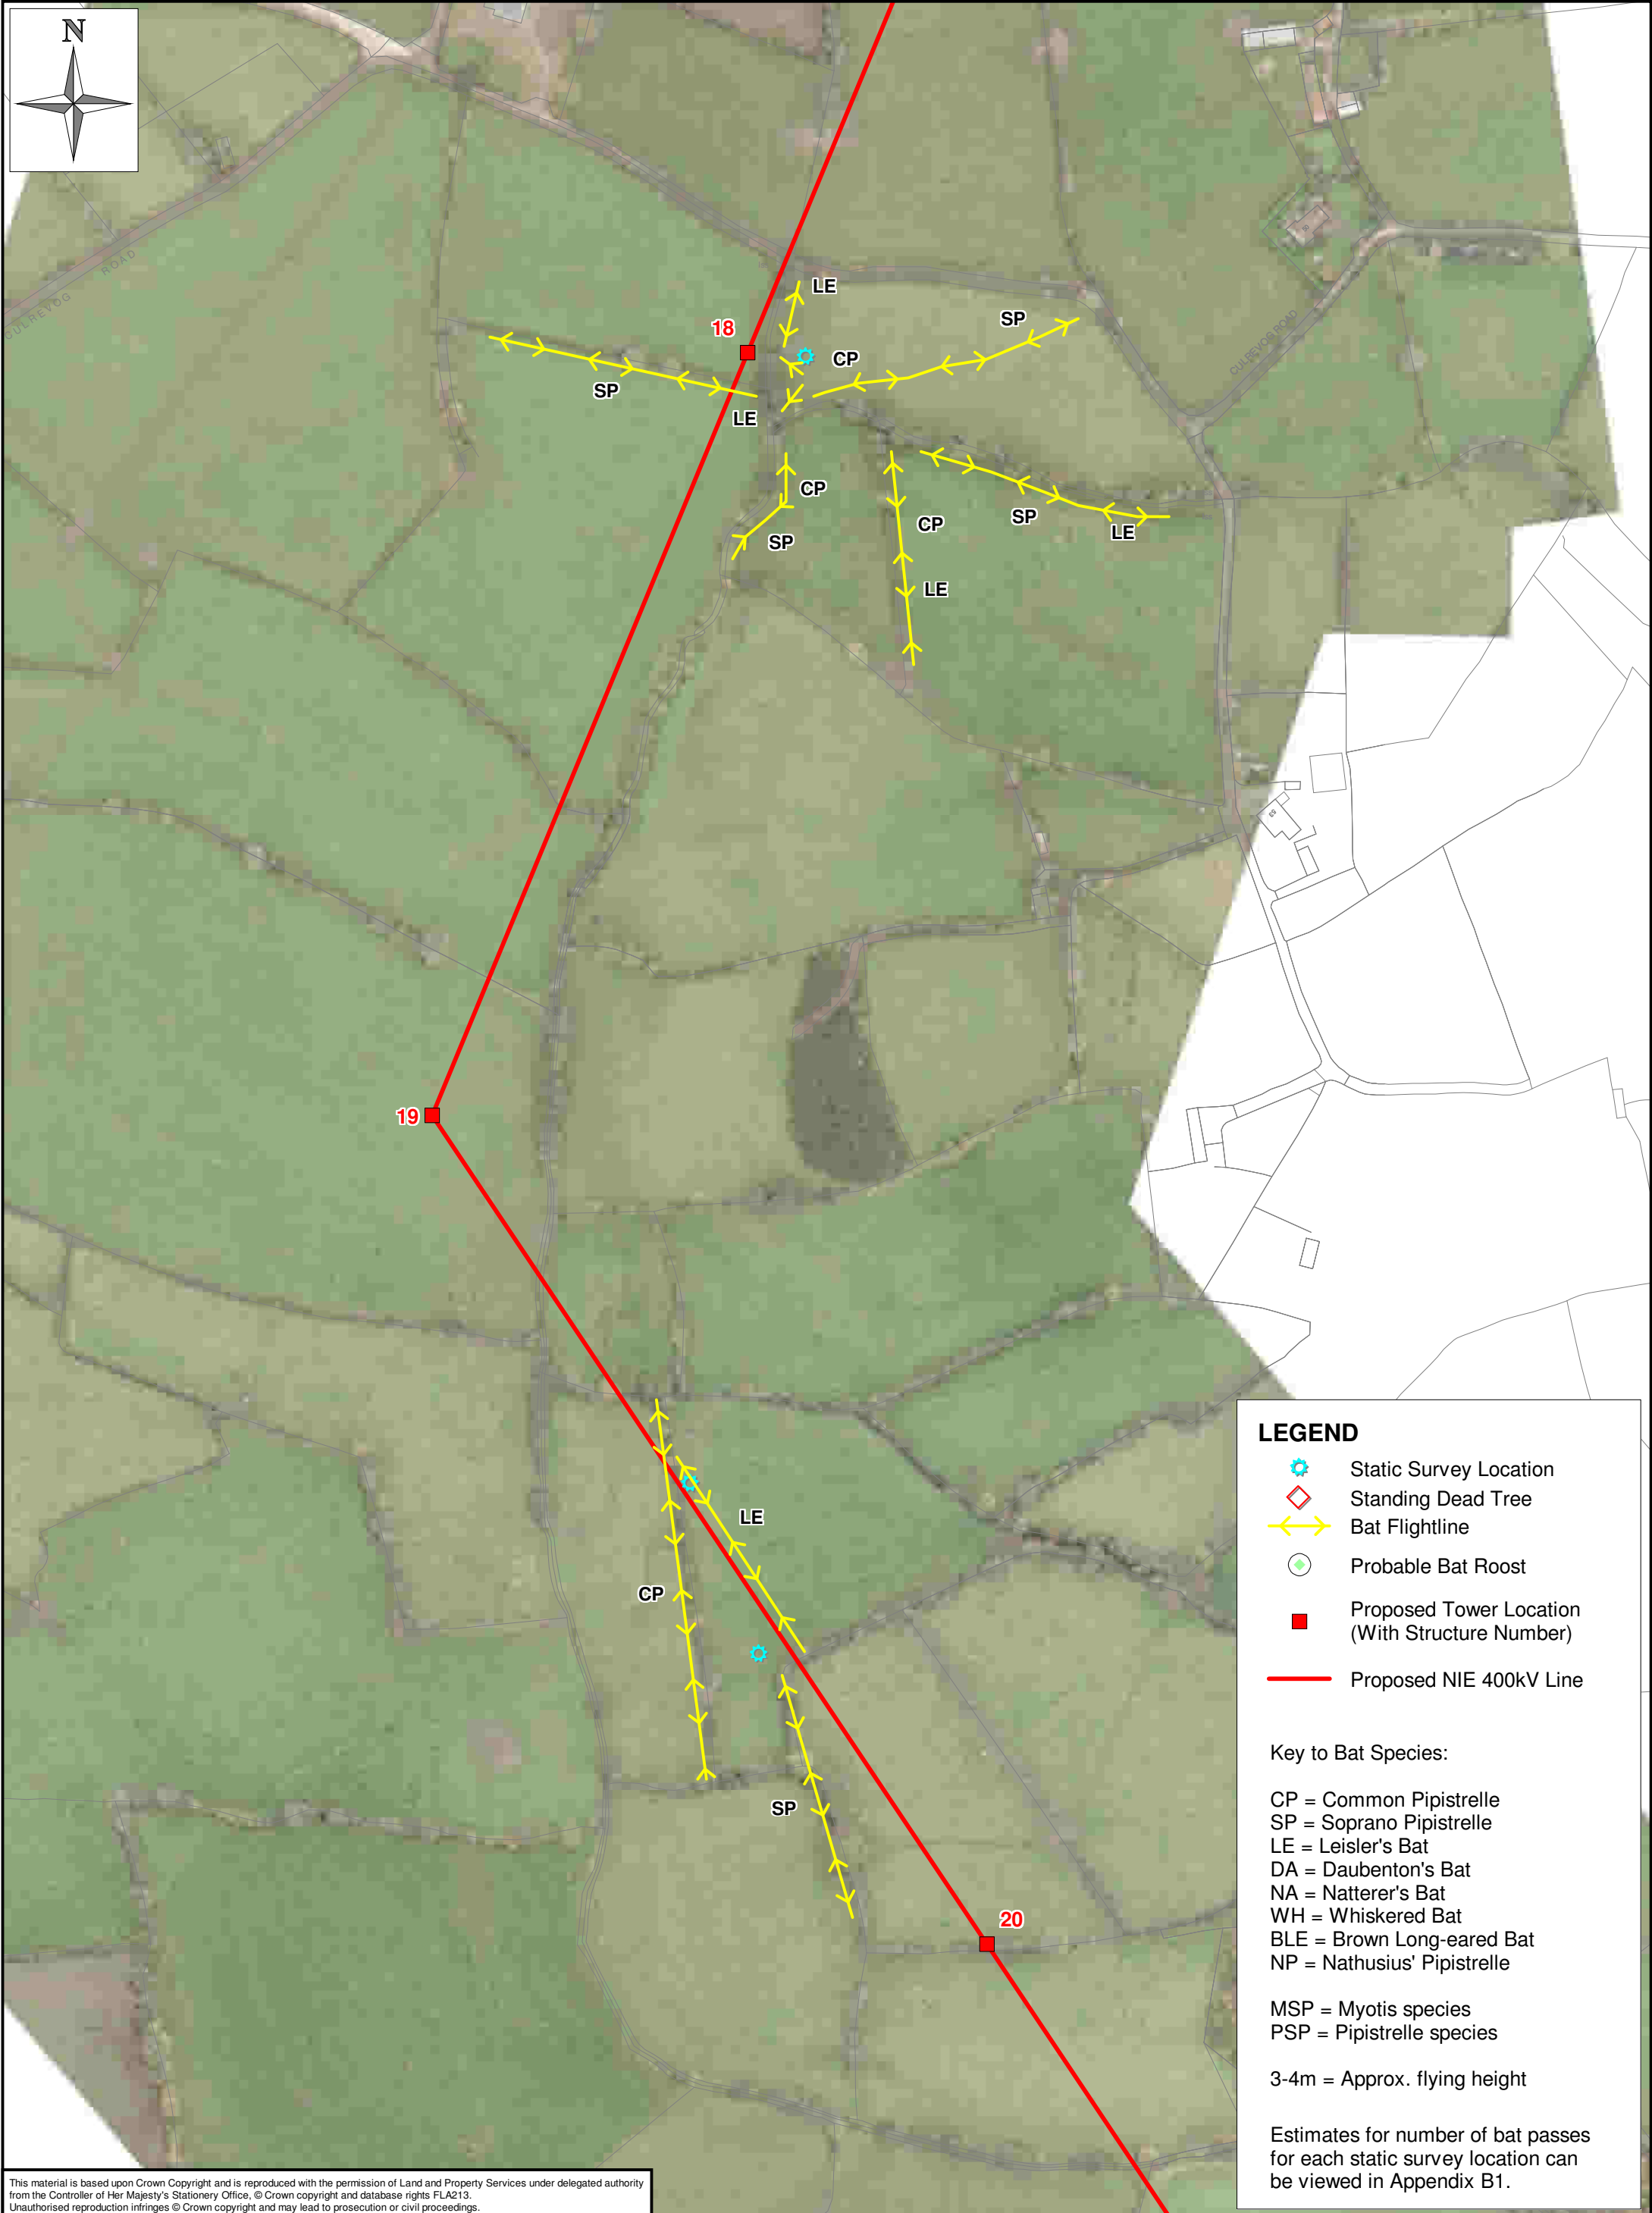 N
CULREVOG ROAD
CULREVOG ROAD
LE
18
SP
CP
SP
LE
CP
SP
CP
SP
LE
LE
19
LE
CP
SP
20
LEGEND
Static Survey Location
Standing Dead Tree
Bat Flightline
Probable Bat Roost
Proposed Tower Location
(With Structure Number)
Proposed NIE 400kV Line
Key to Bat Species:
CP = Common Pipistrelle
SP = Soprano Pipistrelle
LE = Leisler's Bat
DA = Daubenton's Bat
NA = Natterer's Bat
WH = Whiskered Bat
BLE = Brown Long-eared Bat
NP = Nathusius' Pipistrelle
MSP = Myotis species
PSP = Pipistrelle species
3-4m = Approx. flying height
Estimates for number of bat passes
for each static survey location can
be viewed in Appendix B1.
This material is based upon Crown Copyright and is reproduced with the permission of Land and Property Services under delegated authority
from the Controller of Her Majesty's Stationery Office, © Crown copyright and database rights FLA213.
Unauthorised reproduction infringes © Crown copyright and may lead to prosecution or civil proceedings.